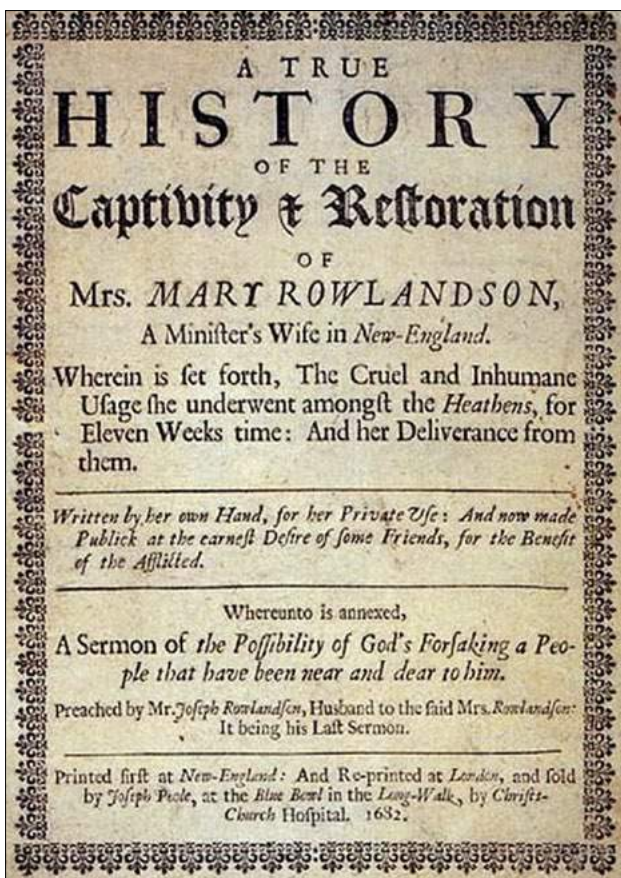 A TRUE
HISTORY
OF THE
Captivity & Reſtoration
OF
Mrs. MARY ROWLANDSON,
A Miniſter's Wife in New-England.
Wherein is ſet forth, The Cruel and Inhumane
Uſage ſhe underwent amongſt the Heathens, for
Eleven Weeks time: And her Deliverance from
them.
Written by her own Hand, for her Private Uſe: And now made
Publick at the earneſt Deſire of ſome Friends, for the Benefit
of the Afflicted.
Whereunto is annexed,
A Sermon of the Poſſibility of God's Forſaking a Peo-
ple that have been near and dear to him.
Preached by Mr. Joſeph Rowlandſon, Husband to the ſaid Mrs. Rowlandſon:
It being his Laſt Sermon.
Printed firſt at New-England: And Re-printed at London, and ſold
by Joſeph Poole, at the Blue Bowl in the Long-Walk, by Chriſts-
Church Hoſpital. 1682.